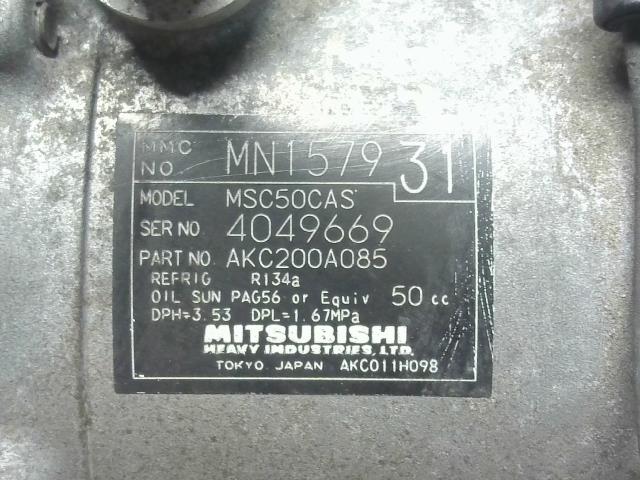 MMC NO. MN157931
MODEL MSC50CAS
SER NO. 4049669
PART NO. AKC200A085
REFRIG R134a
OIL SUN PAG56 or Equiv 50 cc
DPH=3.53 DPL=1.67MPa
MITSUBISHI
HEAVY INDUSTRIES, LTD.
TOKYO JAPAN AKC011H098